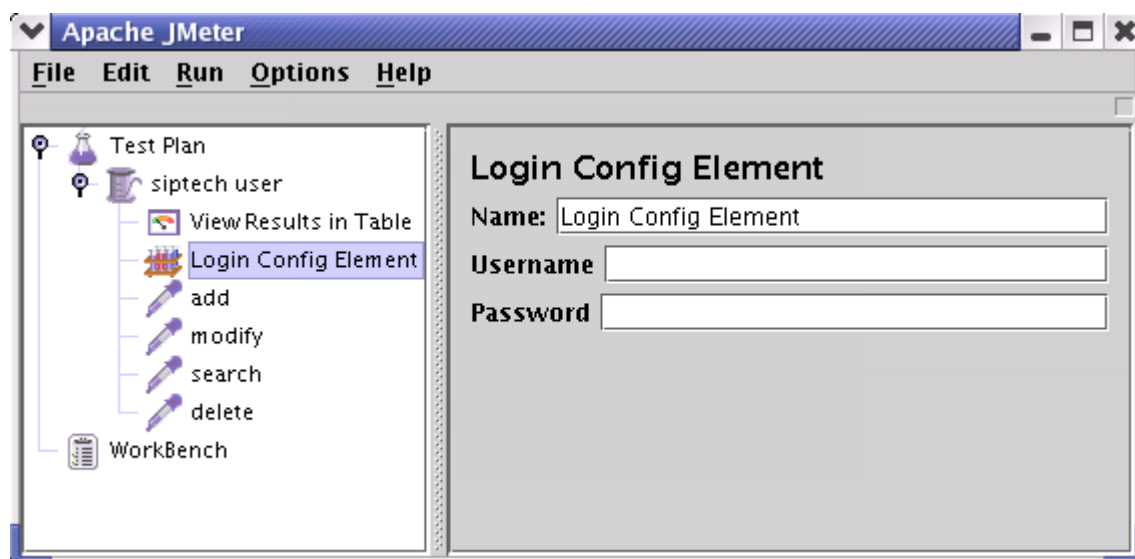 Apache JMeter
File Edit Run Options Help
Test Plan
siptech user
View Results in Table
Login Config Element
add
modify
search
delete
WorkBench
Login Config Element
Name: Login Config Element
Username
Password